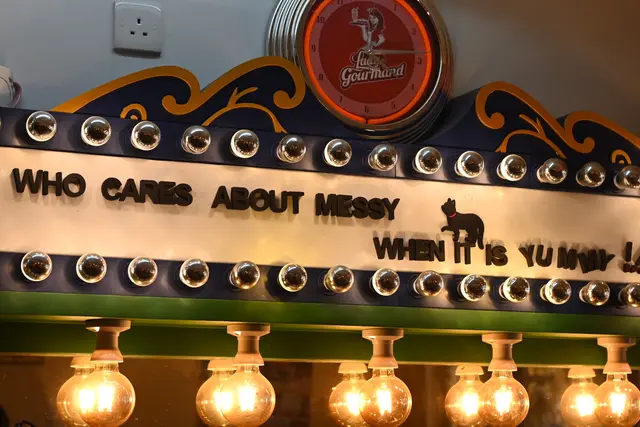 Lady
Gourmand
WHO CARES ABOUT MESSY
WHEN IT IS YUMMY !